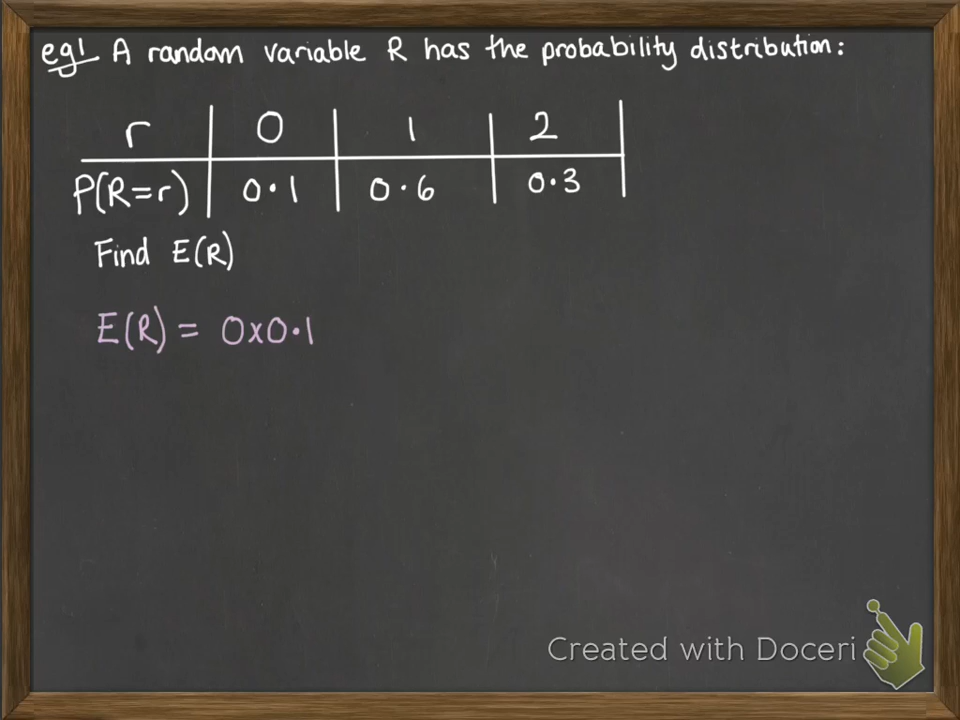 eg1 A random variable R has the probability distribution:
r 0 1 2
P(R=r) 0·1 0·6 0·3
Find E(R)
E(R) = 0x0·1
Created with Doceri